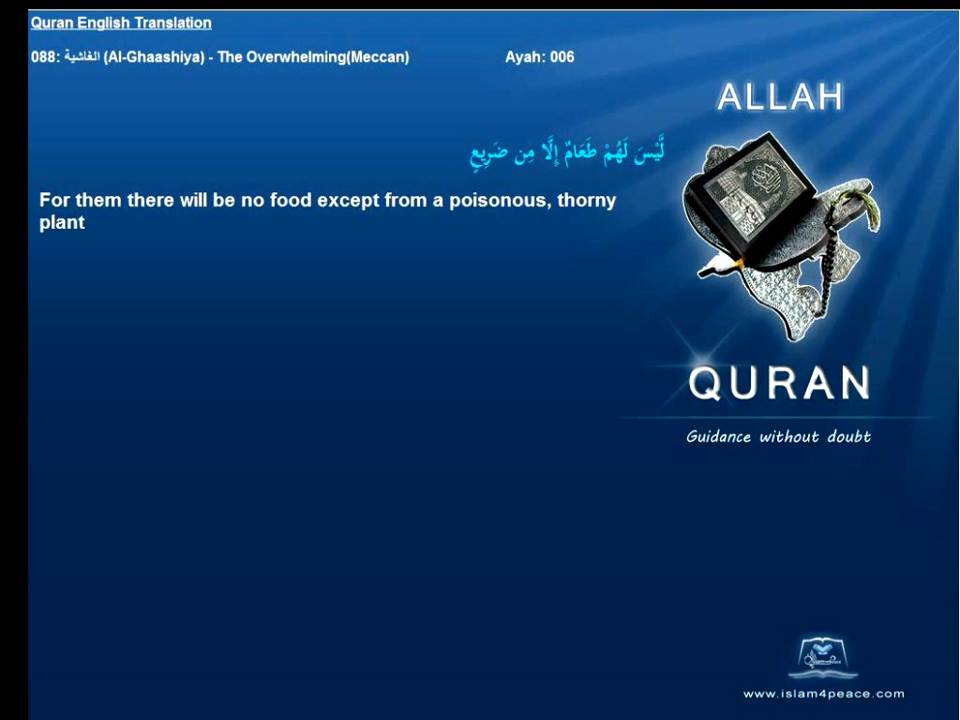 Quran English Translation
088: الغاشية (Al-Ghaashiya) - The Overwhelming(Meccan) Ayah: 006
ALLAH
لَّيْسَ لَهُمْ طَعَامٌ إِلَّا مِن ضَرِيعٍ
For them there will be no food except from a poisonous, thorny
plant
QURAN
Guidance without doubt
www.islam4peace.com